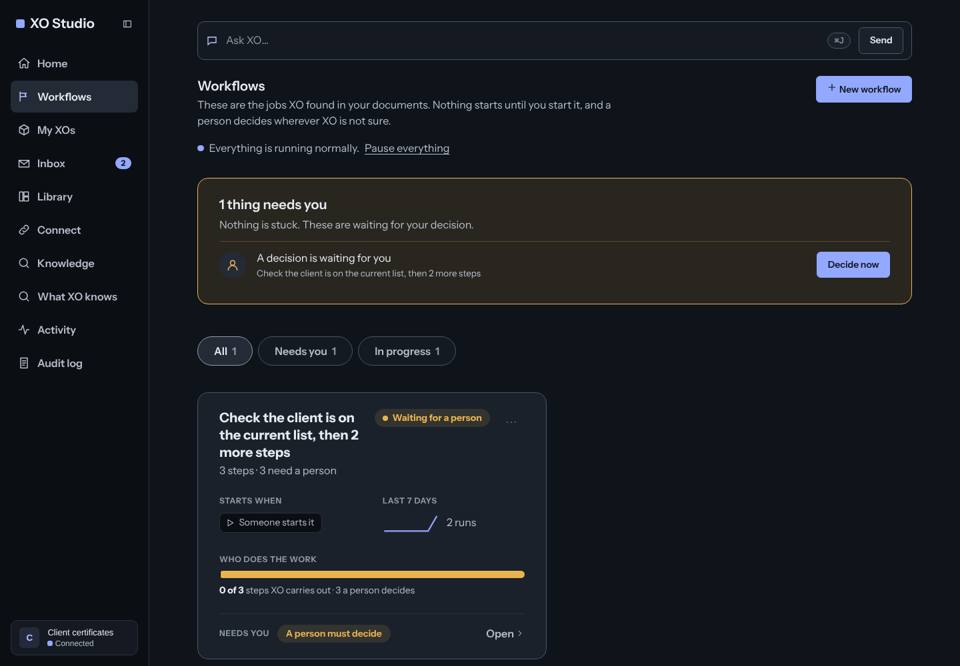 XO Studio
Home
Workflows
My XOs
Inbox 2
Library
Connect
Knowledge
What XO knows
Activity
Audit log
C
Client certificates
Connected
Ask XO...
⌘J
Send
Workflows
These are the jobs XO found in your documents. Nothing starts until you start it, and a
person decides wherever XO is not sure.
+ New workflow
Everything is running normally. Pause everything
1 thing needs you
Nothing is stuck. These are waiting for your decision.
A decision is waiting for you
Check the client is on the current list, then 2 more steps
Decide now
All 1
Needs you 1
In progress 1
Check the client is on
the current list, then 2
more steps
Waiting for a person
...
3 steps · 3 need a person
STARTS WHEN
Someone starts it
LAST 7 DAYS
2 runs
WHO DOES THE WORK
0 of 3 steps XO carries out · 3 a person decides
NEEDS YOU
A person must decide
Open